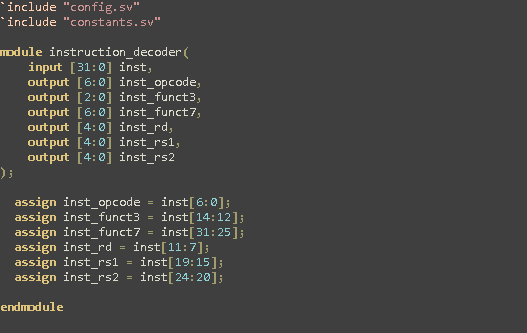 `include "config.sv"
`include "constants.sv"

module instruction_decoder(
    input [31:0] inst,
    output [6:0] inst_opcode,
    output [2:0] inst_funct3,
    output [6:0] inst_funct7,
    output [4:0] inst_rd,
    output [4:0] inst_rs1,
    output [4:0] inst_rs2
);

  assign inst_opcode = inst[6:0];
  assign inst_funct3 = inst[14:12];
  assign inst_funct7 = inst[31:25];
  assign inst_rd = inst[11:7];
  assign inst_rs1 = inst[19:15];
  assign inst_rs2 = inst[24:20];

endmodule